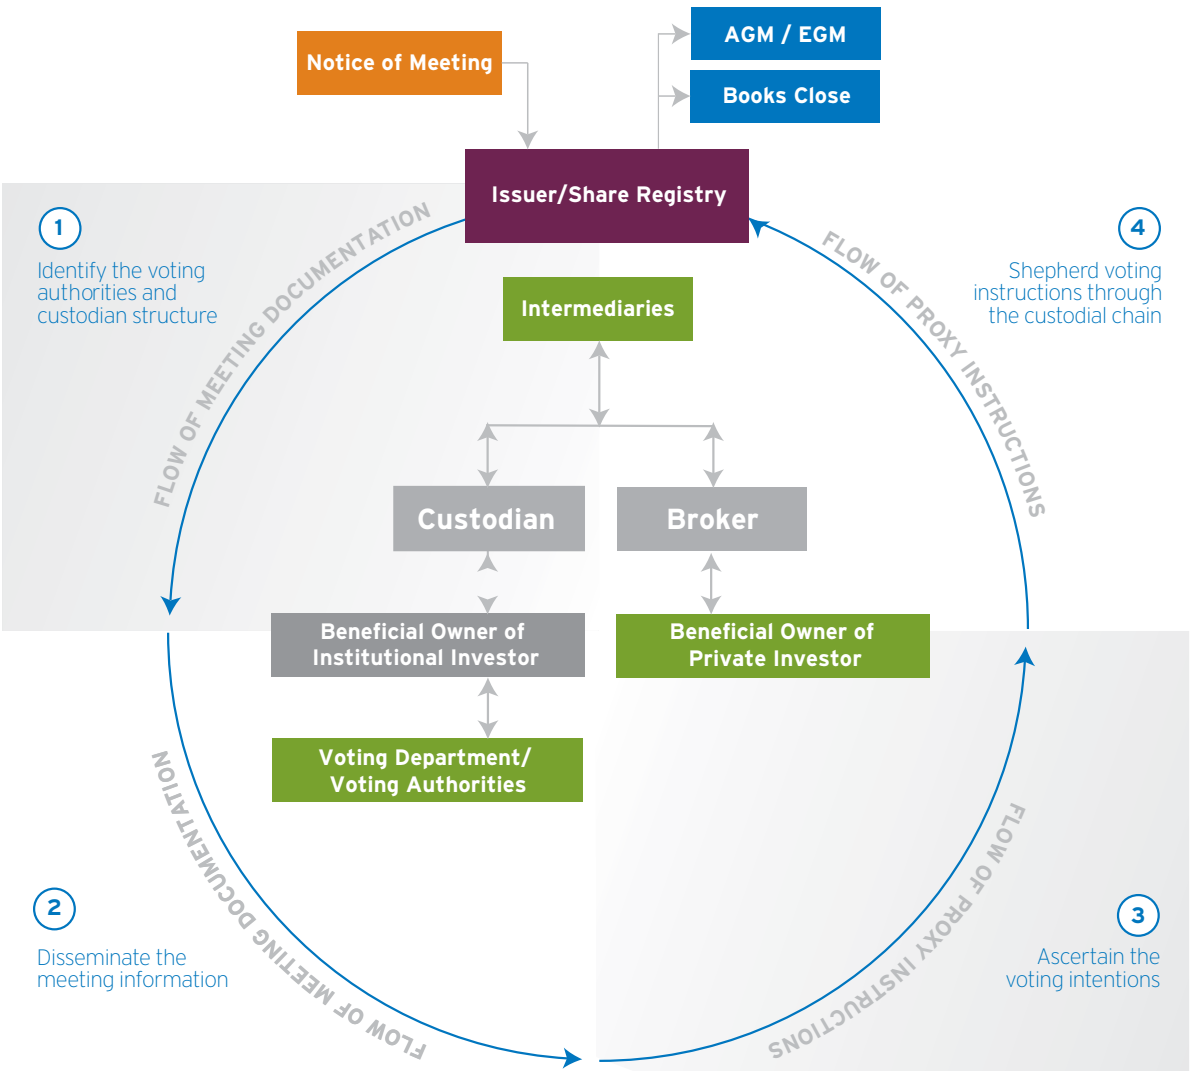 AGM / EGM
Notice of Meeting
Books Close
Issuer/Share Registry
1
Identify the voting
authorities and
custodian structure
FLOW OF MEETING DOCUMENTATION
4
Shepherd voting
instructions through
the custodial chain
FLOW OF PROXY INSTRUCTIONS
Intermediaries
Custodian
Broker
Beneficial Owner of
Institutional Investor
Beneficial Owner of
Private Investor
Voting Department/
Voting Authorities
2
Disseminate the
meeting information
FLOW OF MEETING DOCUMENTATION
3
Ascertain the
voting intentions
FLOW OF PROXY INSTRUCTIONS